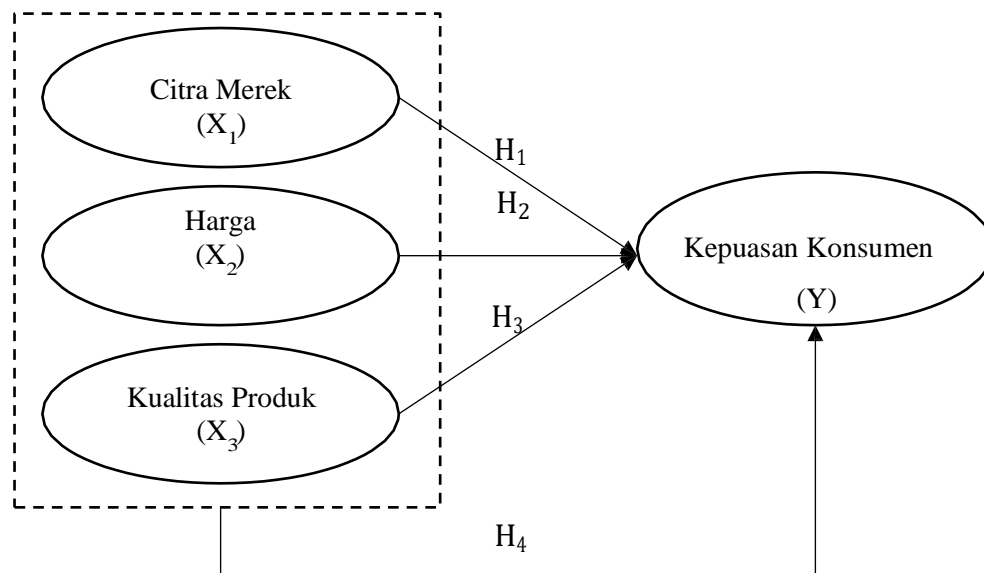 Citra Merek
(X₁)
H₁
H₂
Harga
(X₂)
Kepuasan Konsumen
(Y)
H₃
Kualitas Produk
(X₃)
H₄